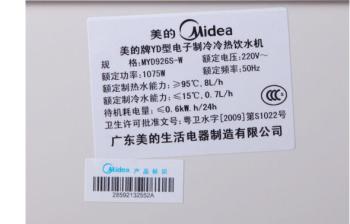 美的 Midea
美的牌YD型电子制冷冷热饮水机
规 格:MYD926S-W 额定电压:220V~
额定功率:1075W 额定频率:50Hz
额定制热水能力:≥95℃,8L/h
额定制冷水能力:≤15℃,0.7L/h
待机耗电量:≤0.6kW.h/24h
卫生许可批准文号:粤卫水字[2009]第S1022号
广东美的生活电器制造有限公司
Midea 产品标识
28592132552A